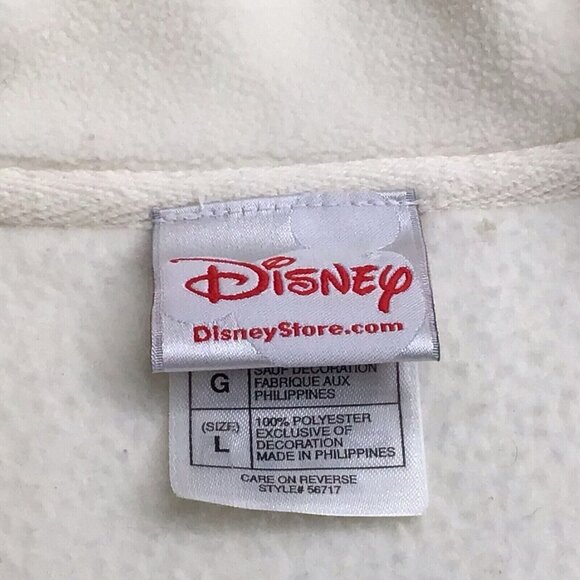 DISNEY
DisneyStore.com
G
SAUF DECORATION
FABRIQUE AUX
PHILIPPINES
(SIZE)
L
100% POLYESTER
EXCLUSIVE OF
DECORATION
MADE IN PHILIPPINES
CARE ON REVERSE
STYLE# 56717